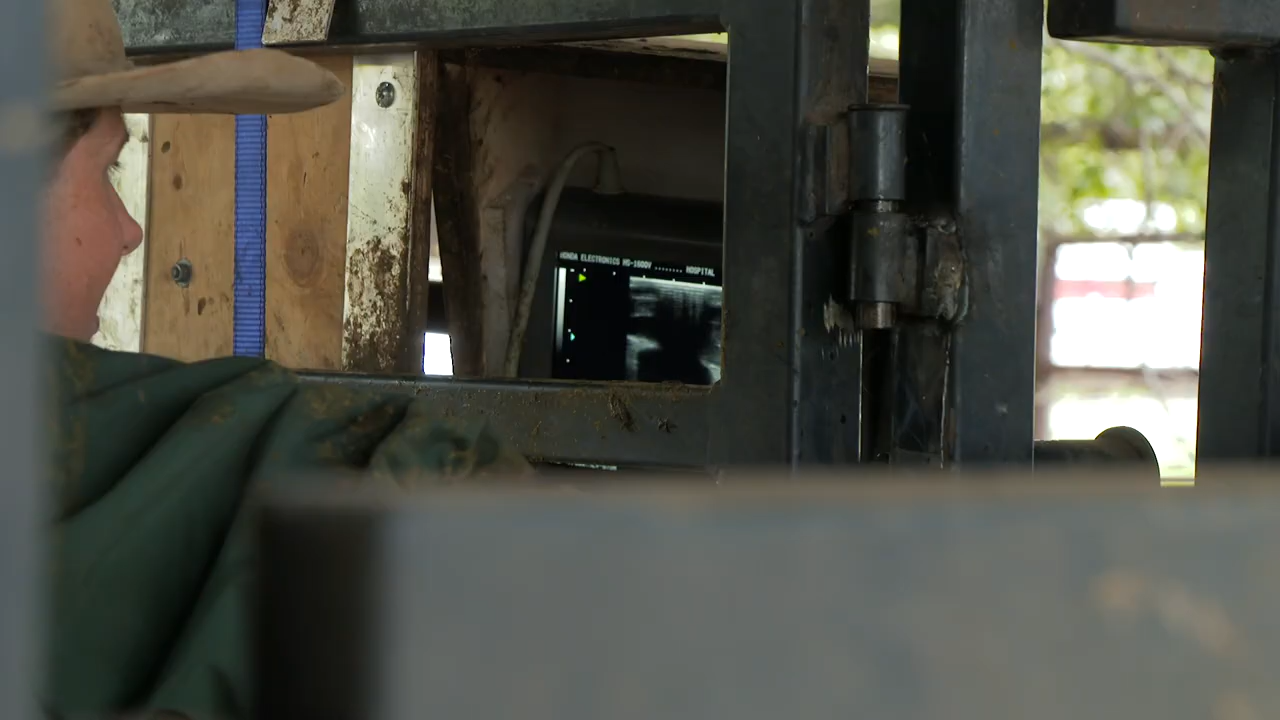 HONDA ELECTRONICS HS-1600V ........ HOSPITAL